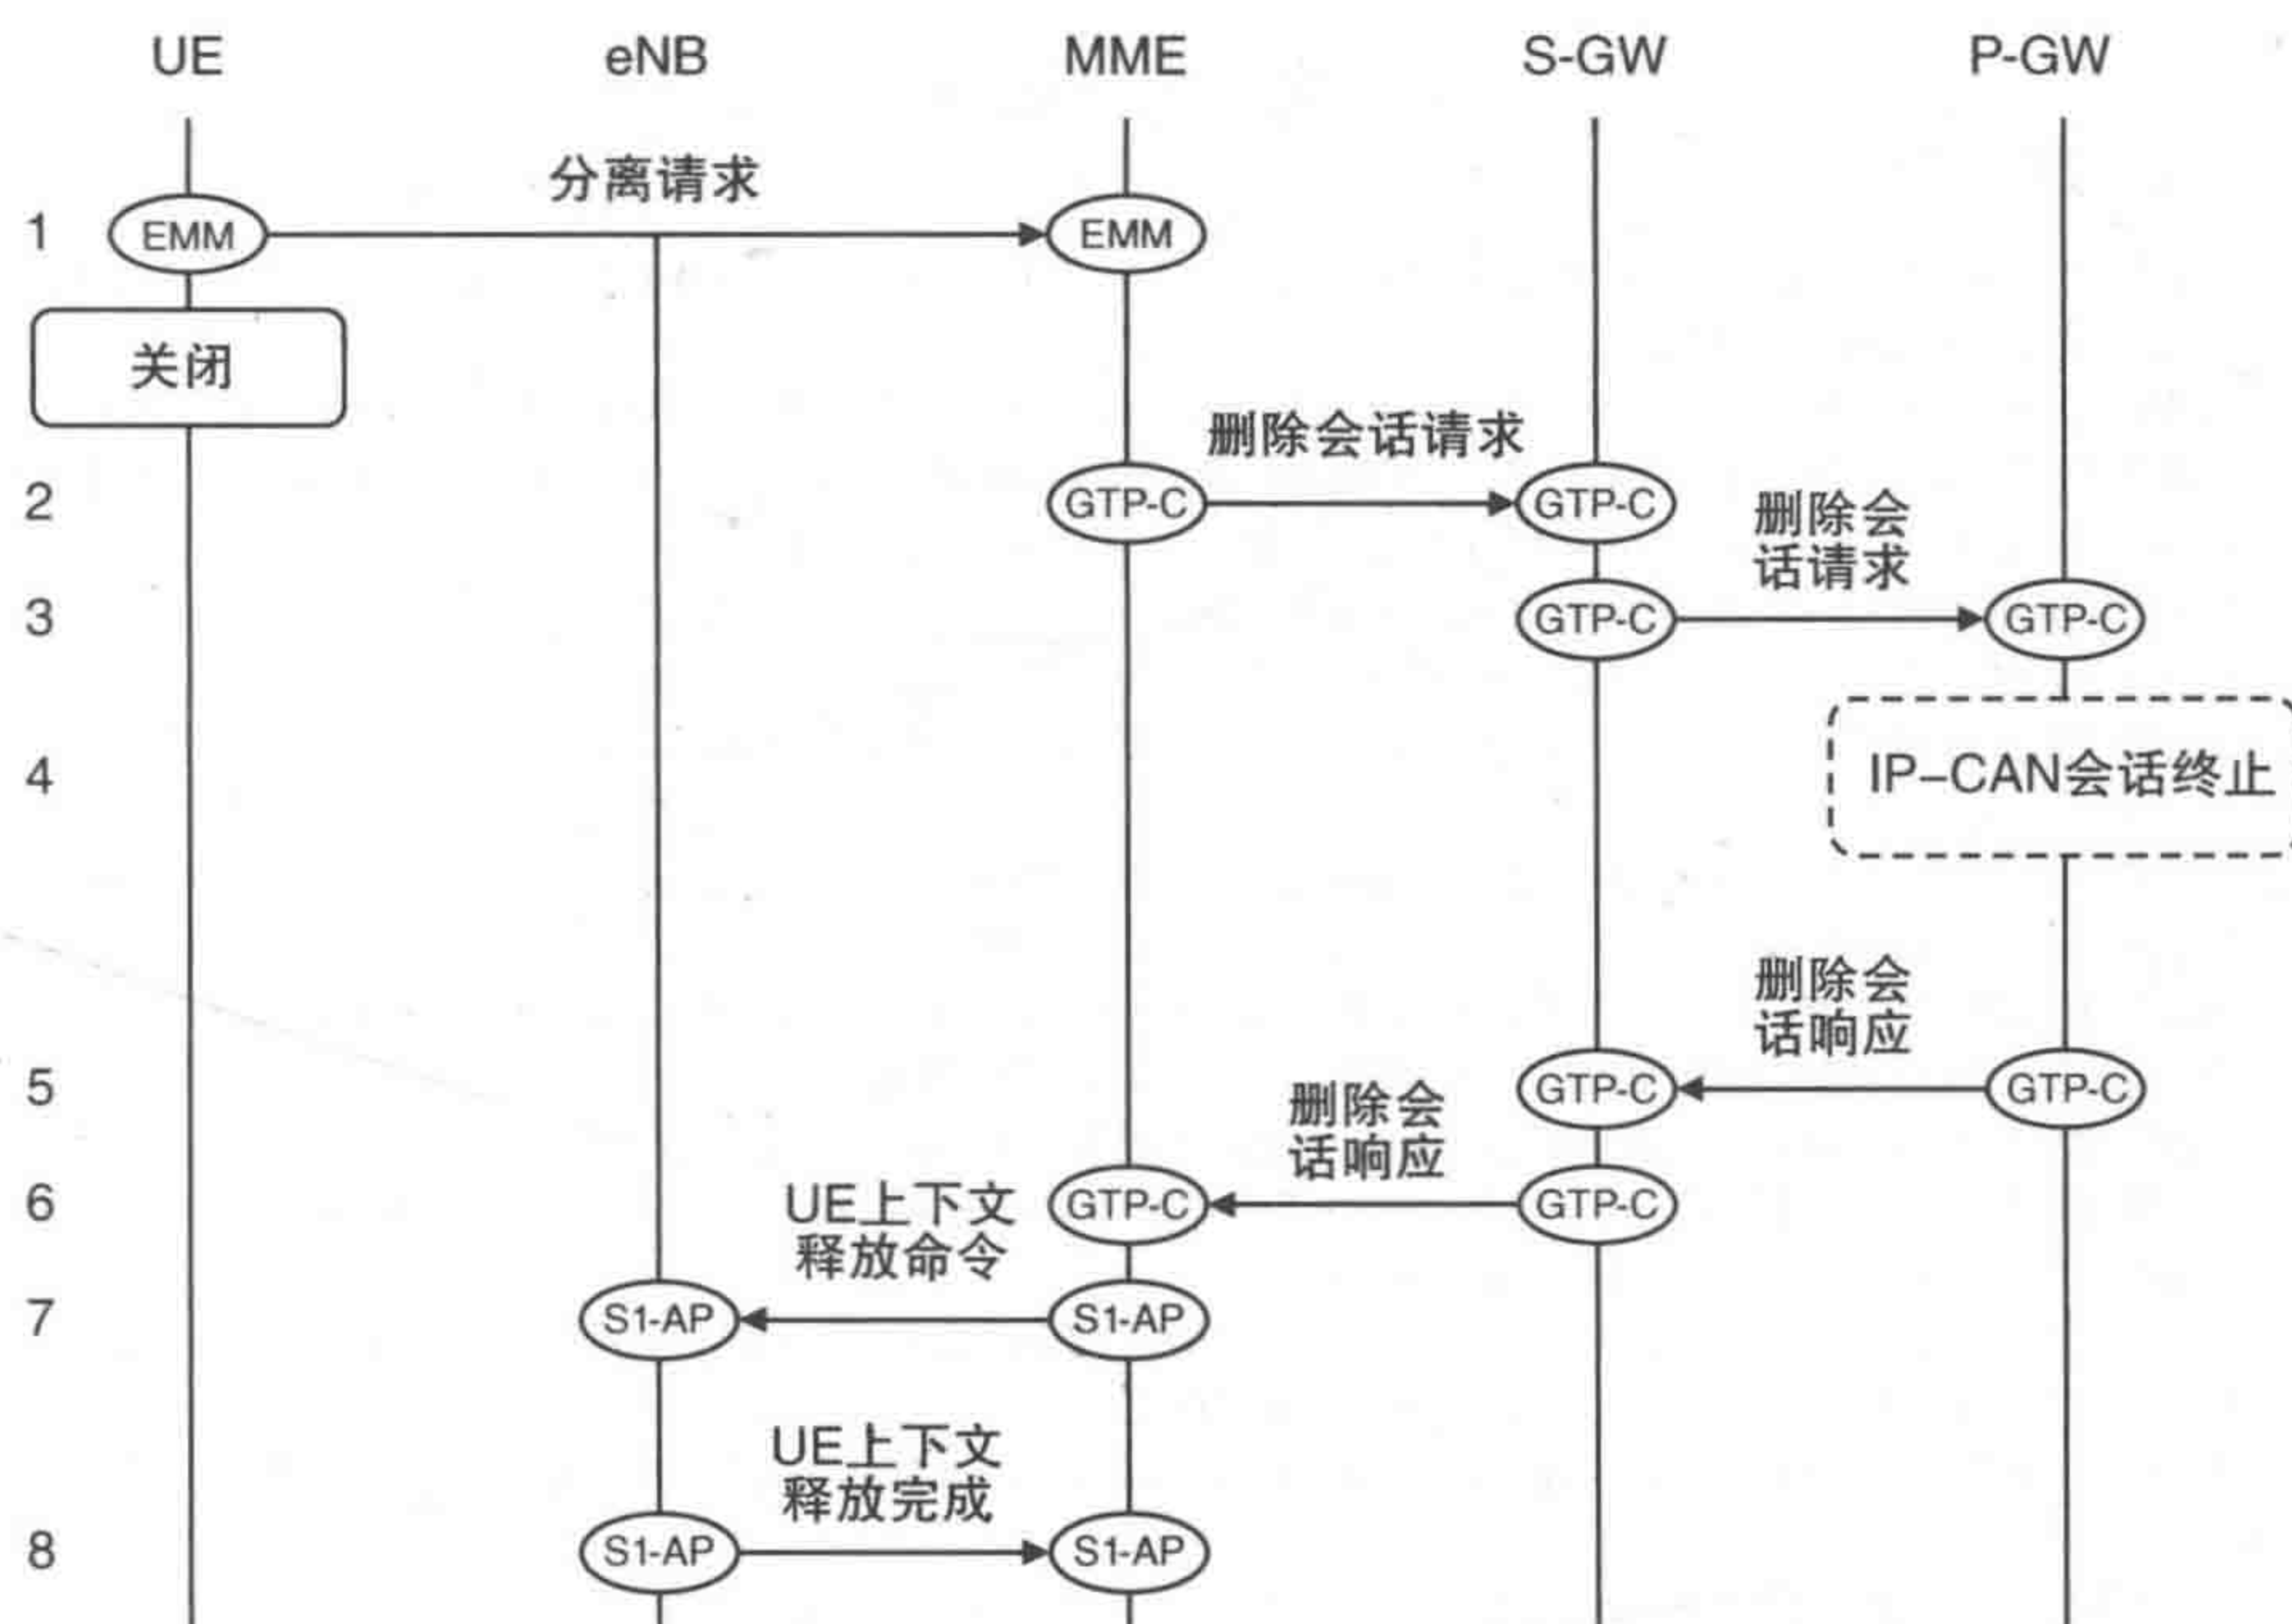 UE eNB MME S-GW P-GW
分离请求
1 EMM EMM
关闭
删除会话请求
2 GTP-C GTP-C
删除会
话请求
3 GTP-C GTP-C
4 IP-CAN会话终止
删除会
话响应
5 GTP-C GTP-C
删除会
话响应
6 GTP-C GTP-C
UE上下文
释放命令
7 S1-AP S1-AP
UE上下文
释放完成
8 S1-AP S1-AP